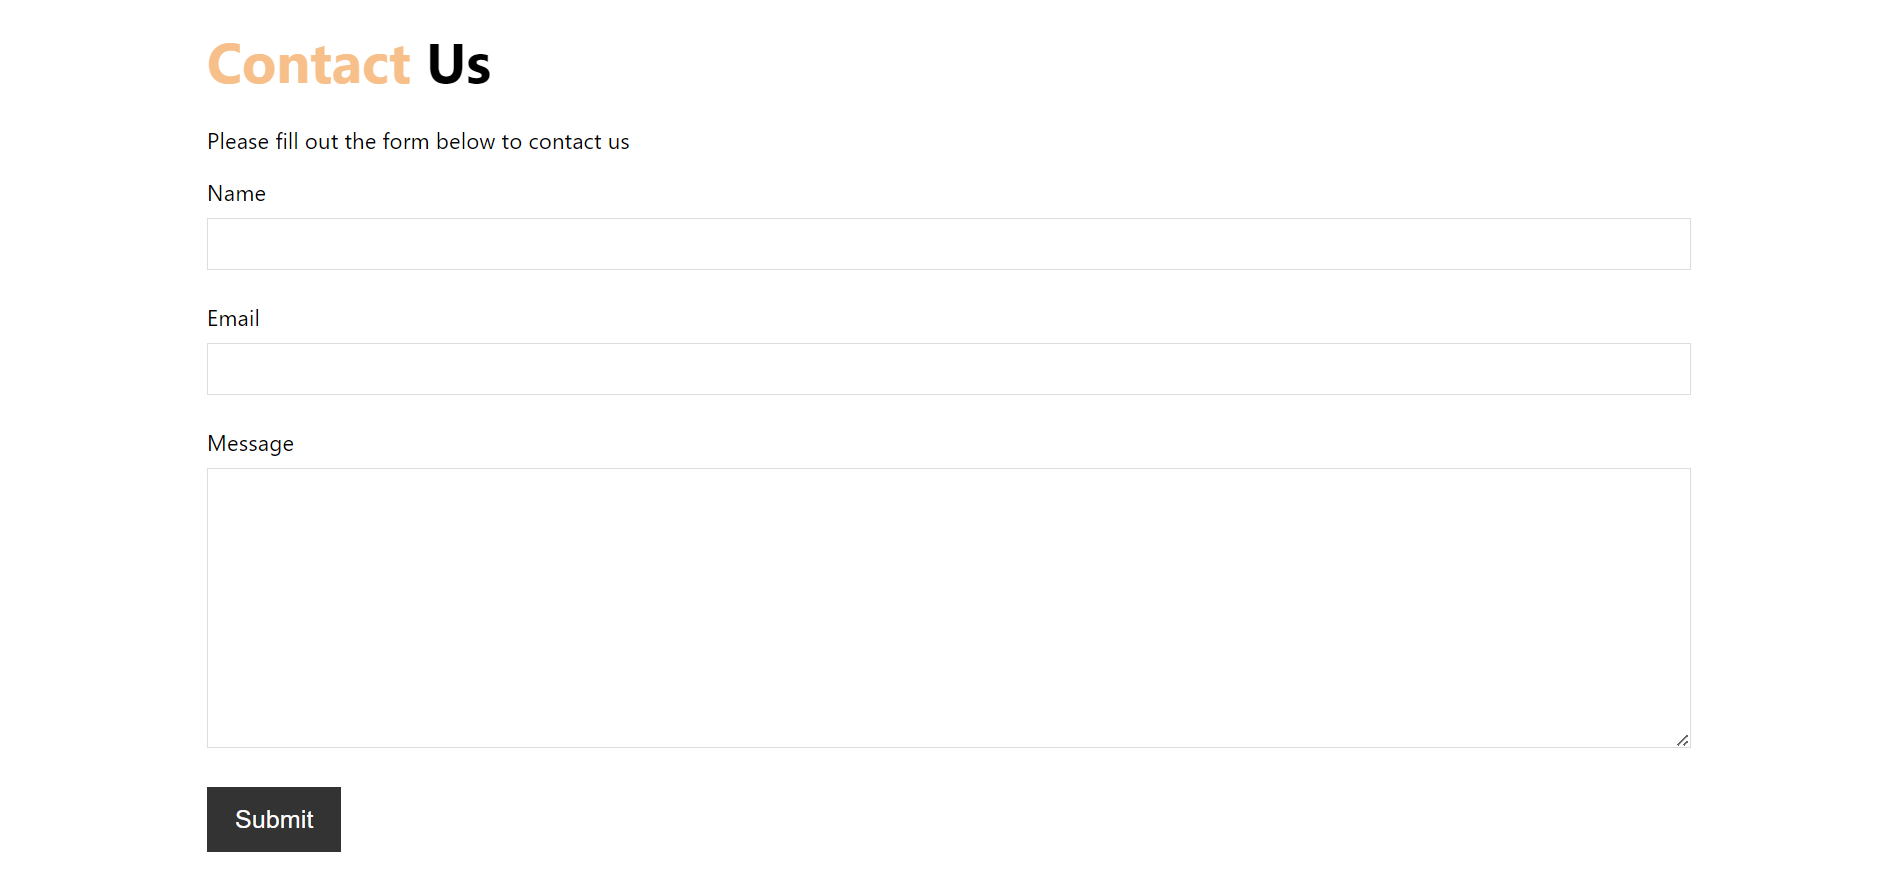 Contact Us
Please fill out the form below to contact us
Name
Email
Message
Submit